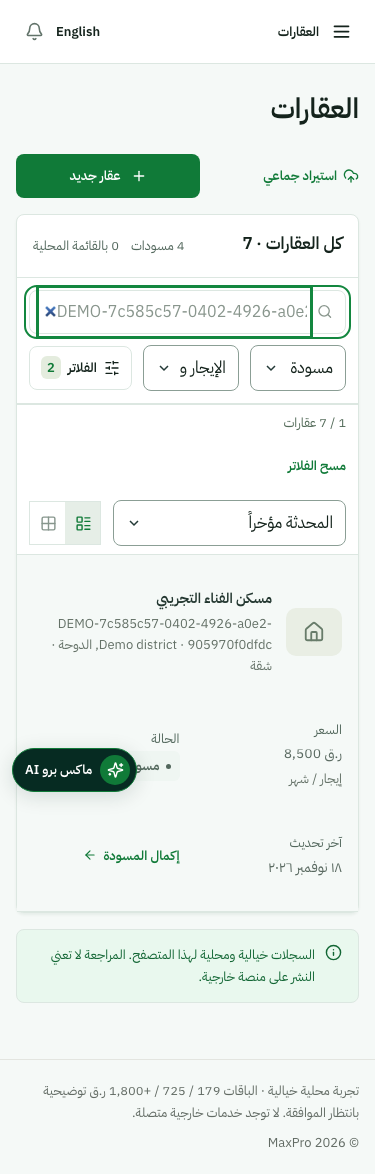 العقارات
English
العقارات
استيراد جماعي
عقار جديد
كل العقارات · 7
4 مسودات
0 بالقائمة المحلية
DEMO-7c585c57-0402-4926-a0e2
مسودة
الإيجار و
الفلاتر
2
1 / 7 عقارات
مسح الفلاتر
المحدثة مؤخراً
مسكن الفناء التجريبي
DEMO-7c585c57-0402-4926-a0e2-
905970f0dfdc · Demo district, الدوحة ·
شقة
السعر
ر.ق 8,500
إيجار / شهر
الحالة
ماكس برو AI
آخر تحديث
١٨ نوفمبر ٢٠٢٦
إكمال المسودة
السجلات خيالية ومحلية لهذا المتصفح. المراجعة لا تعني
النشر على منصة خارجية.
تجربة محلية خيالية · الباقات 179 / 725 / +1,800 ر.ق توضيحية
بانتظار الموافقة. لا توجد خدمات خارجية متصلة.
© 2026 MaxPro